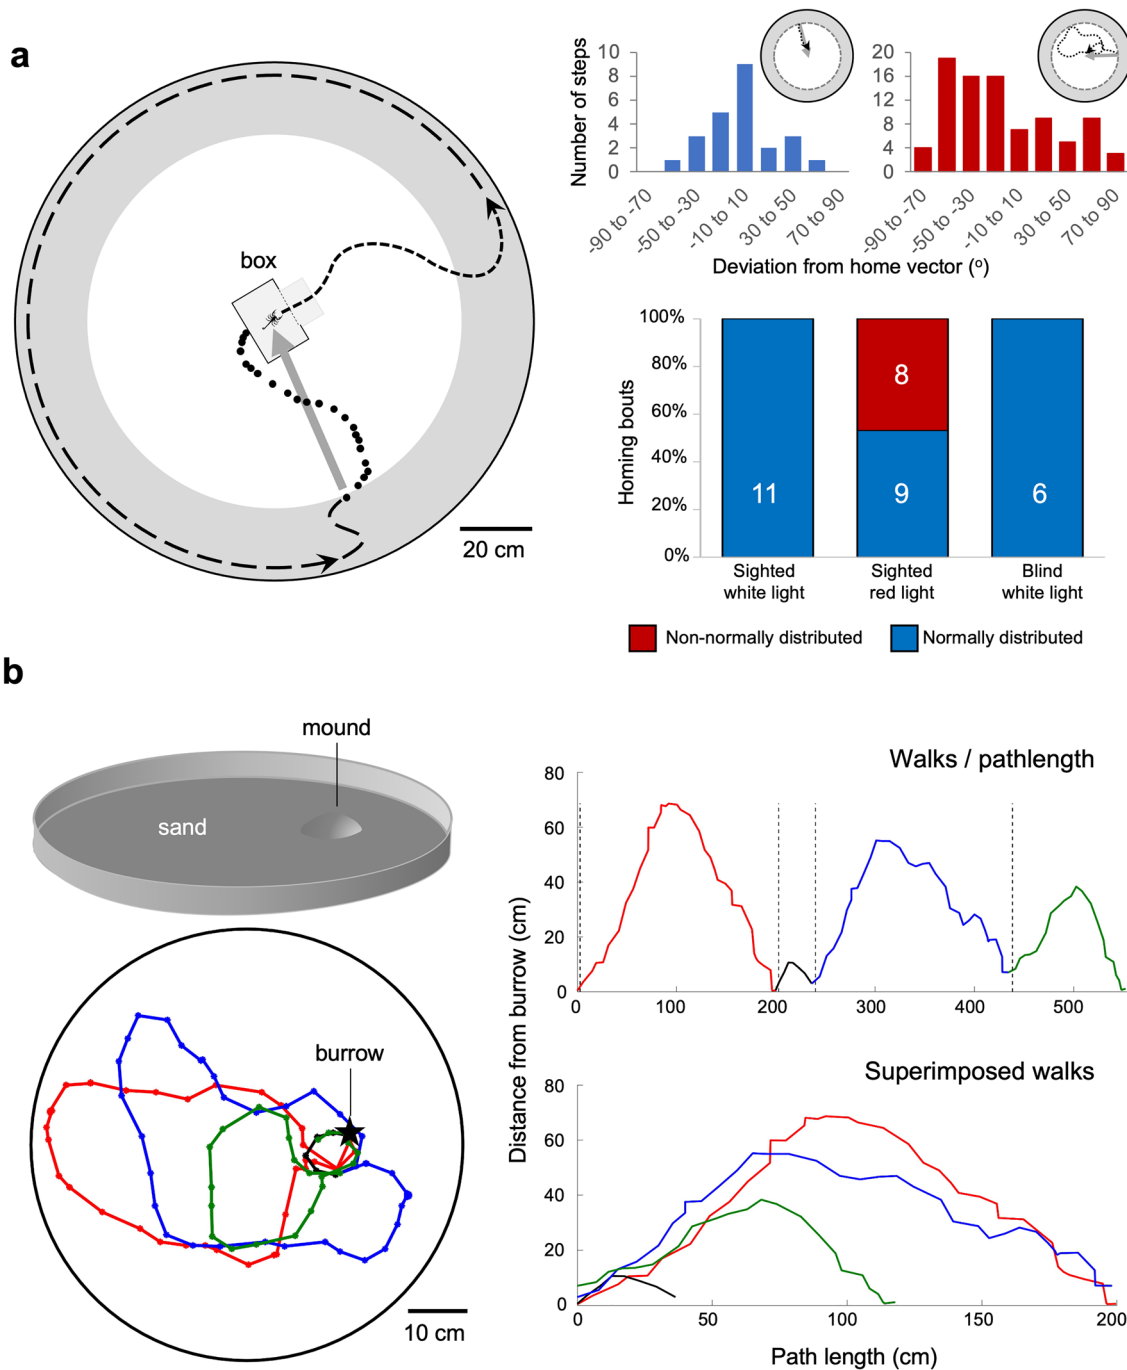 a
box
20 cm
Number of steps
10
8
6
4
2
0
-90 to -70
-50 to -30
-10 to 10
30 to 50
70 to 90
20
16
12
8
4
0
-90 to -70
-50 to -30
-10 to 10
30 to 50
70 to 90
Deviation from home vector (o)
Homing bouts
100%
80%
60%
40%
20%
0%
11
8
9
6
Sighted
white light
Sighted
red light
Blind
white light
Non-normally distributed
Normally distributed
b
mound
sand
burrow
10 cm
Distance from burrow (cm)
Walks / pathlength
80
60
40
20
0
0
100
200
300
400
500
Superimposed walks
80
60
40
20
0
0
50
100
150
200
Path length (cm)